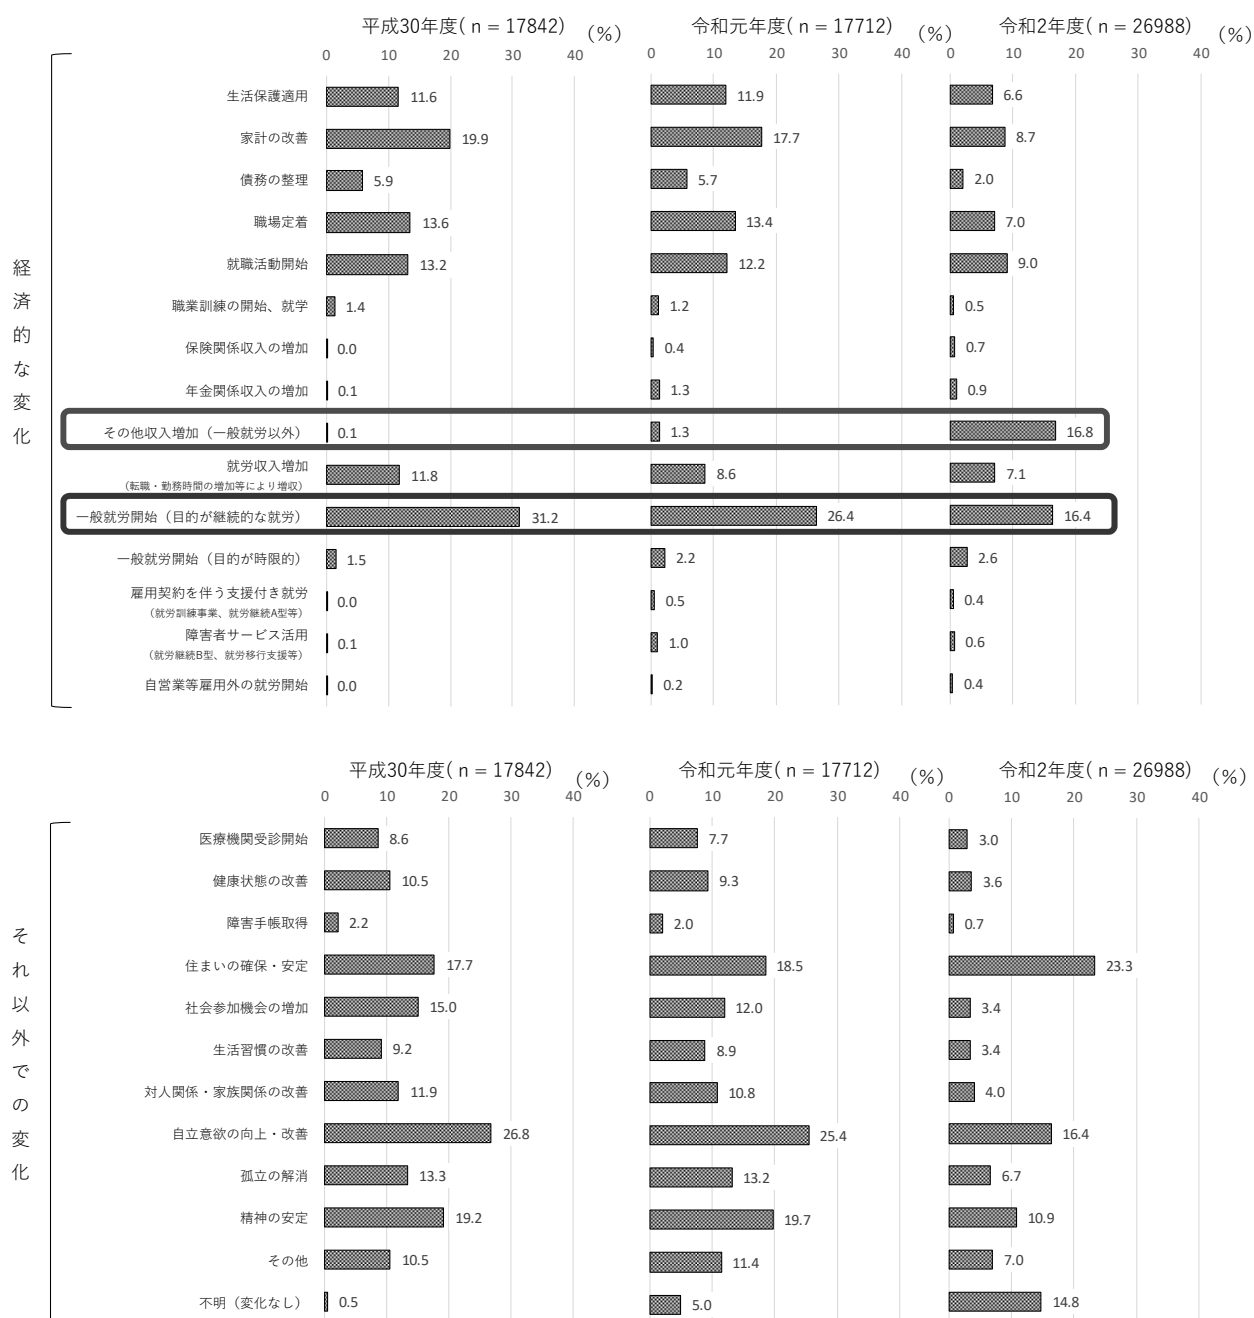 平成30年度( n = 17842) (%) 令和元年度( n = 17712) (%) 令和2年度( n = 26988) (%)
0 10 20 30 40 0 10 20 30 40 0 10 20 30 40
経済的な変化
生活保護適用 11.6 11.9 6.6
家計の改善 19.9 17.7 8.7
債務の整理 5.9 5.7 2.0
職場定着 13.6 13.4 7.0
就職活動開始 13.2 12.2 9.0
職業訓練の開始、就学 1.4 1.2 0.5
保険関係収入の増加 0.0 0.4 0.7
年金関係収入の増加 0.1 1.3 0.9
その他収入増加（一般就労以外） 0.1 1.3 16.8
就労収入増加 11.8 8.6 7.1
（転職・勤務時間の増加等により増収）
一般就労開始（目的が継続的な就労） 31.2 26.4 16.4
一般就労開始（目的が時限的） 1.5 2.2 2.6
雇用契約を伴う支援付き就労 0.0 0.5 0.4
（就労訓練事業、就労継続A型等）
障害者サービス活用 0.1 1.0 0.6
（就労継続B型、就労移行支援等）
自営業等雇用外の就労開始 0.0 0.2 0.4
平成30年度( n = 17842) (%) 令和元年度( n = 17712) (%) 令和2年度( n = 26988) (%)
0 10 20 30 40 0 10 20 30 40 0 10 20 30 40
それ以外での変化
医療機関受診開始 8.6 7.7 3.0
健康状態の改善 10.5 9.3 3.6
障害手帳取得 2.2 2.0 0.7
住まいの確保・安定 17.7 18.5 23.3
社会参加機会の増加 15.0 12.0 3.4
生活習慣の改善 9.2 8.9 3.4
対人関係・家族関係の改善 11.9 10.8 4.0
自立意欲の向上・改善 26.8 25.4 16.4
孤立の解消 13.3 13.2 6.7
精神の安定 19.2 19.7 10.9
その他 10.5 11.4 7.0
不明（変化なし） 0.5 5.0 14.8